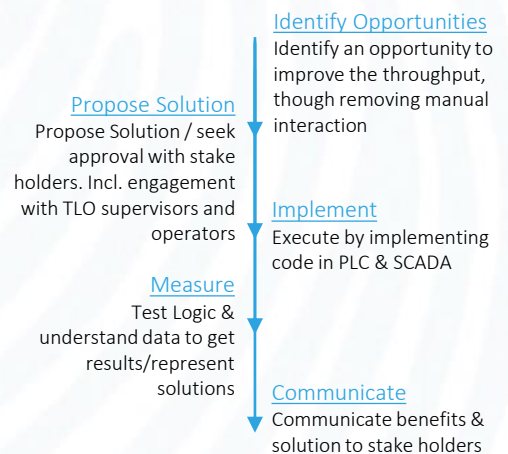 Identify Opportunities
Identify an opportunity to
improve the throughput,
though removing manual
interaction
Propose Solution
Propose Solution / seek
approval with stake
holders. Incl. engagement
with TLO supervisors and
operators
Implement
Execute by implementing
code in PLC & SCADA
Measure
Test Logic &
understand data to get
results/represent
solutions
Communicate
Communicate benefits &
solution to stake holders